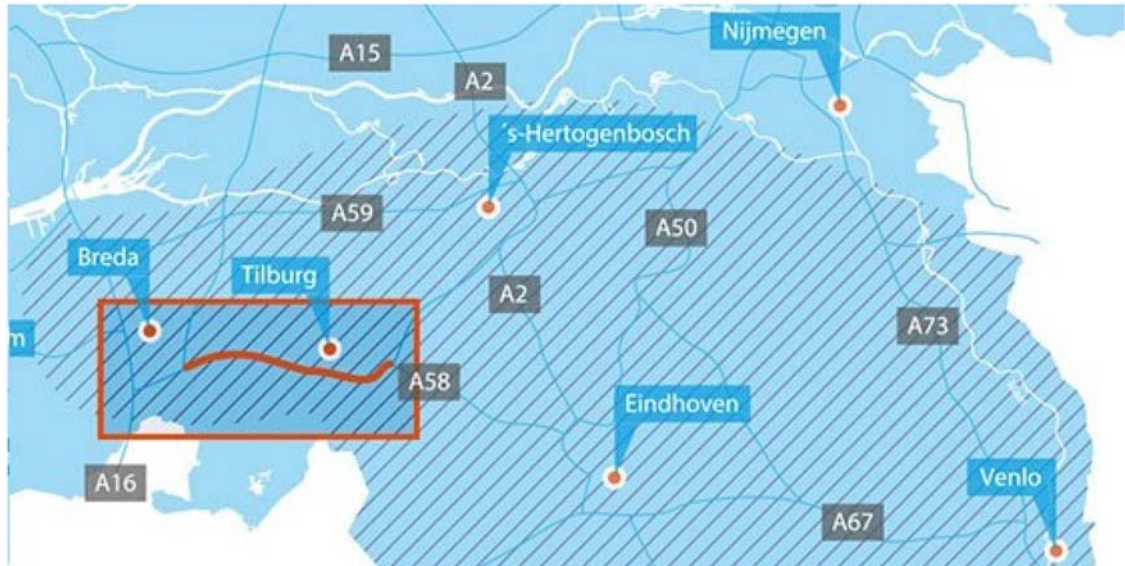 Nijmegen
A15
A2
's-Hertogenbosch
A59
A50
Breda
Tilburg
A2
A73
m
A58
Eindhoven
A16
Venlo
A67